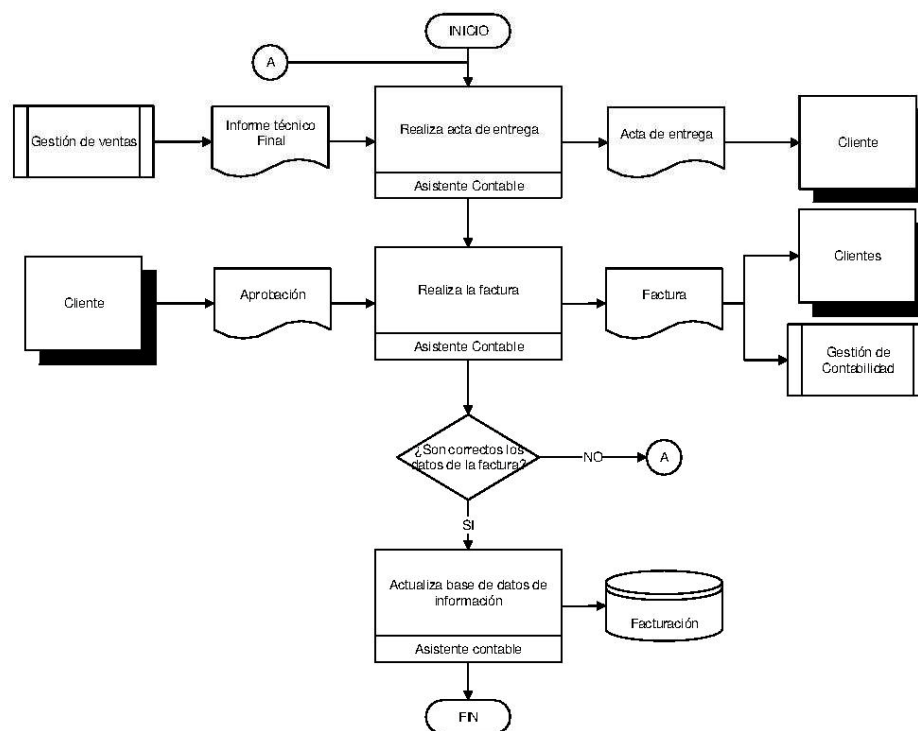 INICIO
A
Gestión de ventas
Informe técnico
Final
Realiza acta de entrega
Asistente Contable
Acta de entrega
Cliente
Cliente
Aprobación
Realiza la factura
Asistente Contable
Factura
Clientes
Gestión de
Contabilidad
¿Son correctos los
datos de la factura?
NO
A
SI
Actualiza base de datos de
información
Asistente contable
Facturación
FIN